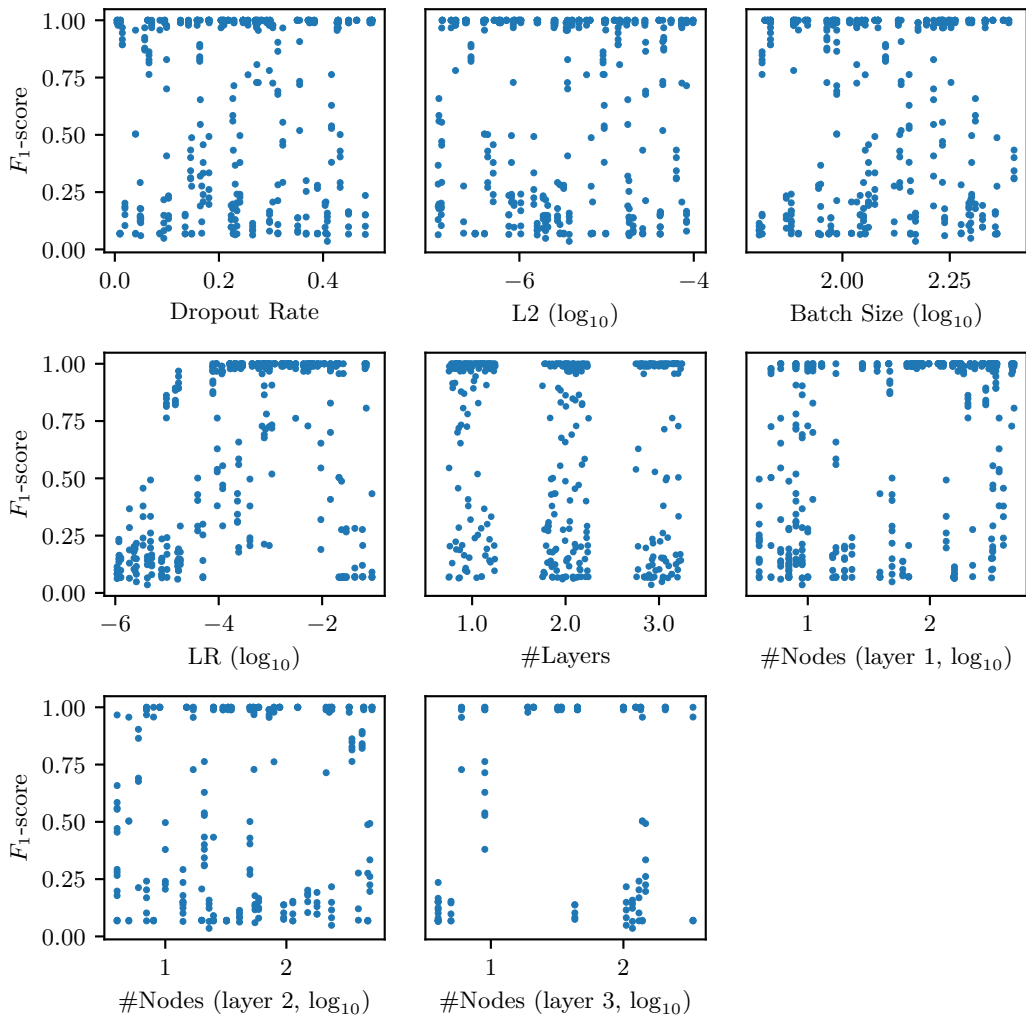 1.00
0.75
0.50
0.25
0.00
F₁-score
0.0 0.2 0.4
Dropout Rate
−6 −4
L2 (log₁₀)
2.00 2.25
Batch Size (log₁₀)
1.00
0.75
0.50
0.25
0.00
F₁-score
−6 −4 −2
LR (log₁₀)
1.0 2.0 3.0
#Layers
1 2
#Nodes (layer 1, log₁₀)
1.00
0.75
0.50
0.25
0.00
F₁-score
1 2
#Nodes (layer 2, log₁₀)
1 2
#Nodes (layer 3, log₁₀)